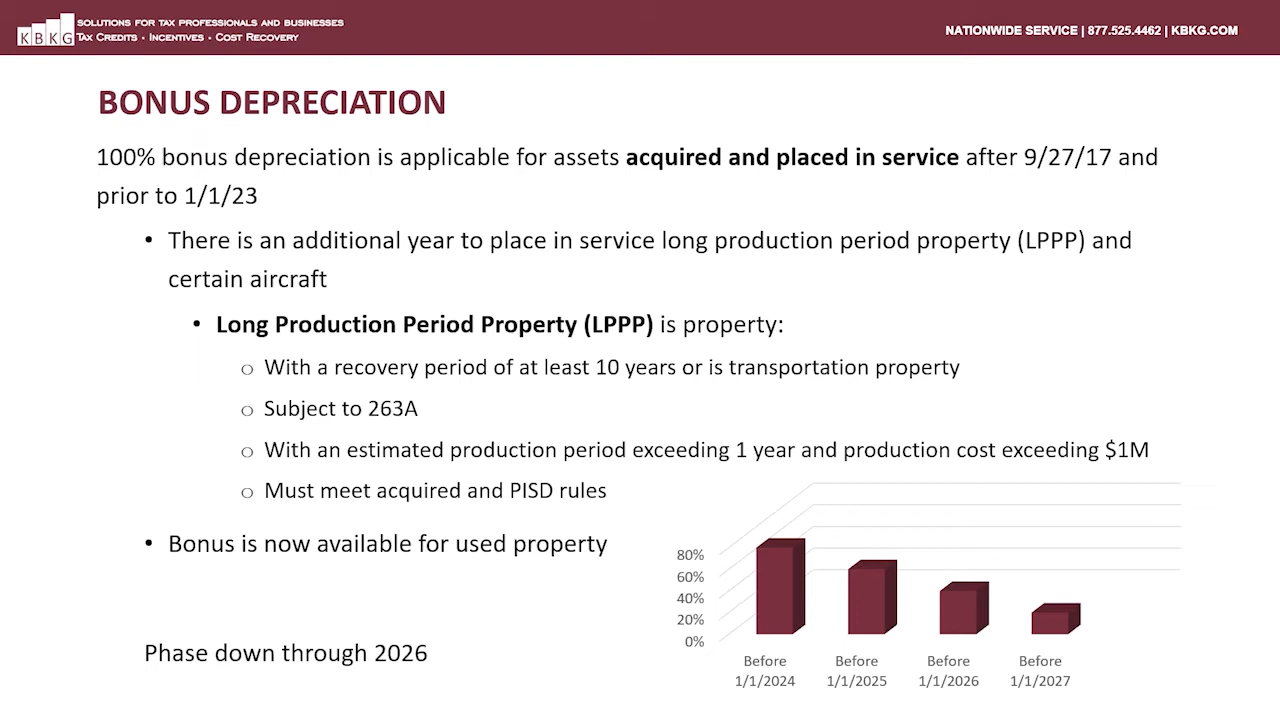 KBKG
SOLUTIONS FOR TAX PROFESSIONALS AND BUSINESSES
TAX CREDITS • INCENTIVES • COST RECOVERY
NATIONWIDE SERVICE | 877.525.4462 | KBKG.COM
BONUS DEPRECIATION
100% bonus depreciation is applicable for assets acquired and placed in service after 9/27/17 and
prior to 1/1/23
• There is an additional year to place in service long production period property (LPPP) and
certain aircraft
• Long Production Period Property (LPPP) is property:
o With a recovery period of at least 10 years or is transportation property
o Subject to 263A
o With an estimated production period exceeding 1 year and production cost exceeding $1M
o Must meet acquired and PISD rules
• Bonus is now available for used property
Phase down through 2026
80%
60%
40%
20%
0%
Before Before Before Before
1/1/2024 1/1/2025 1/1/2026 1/1/2027